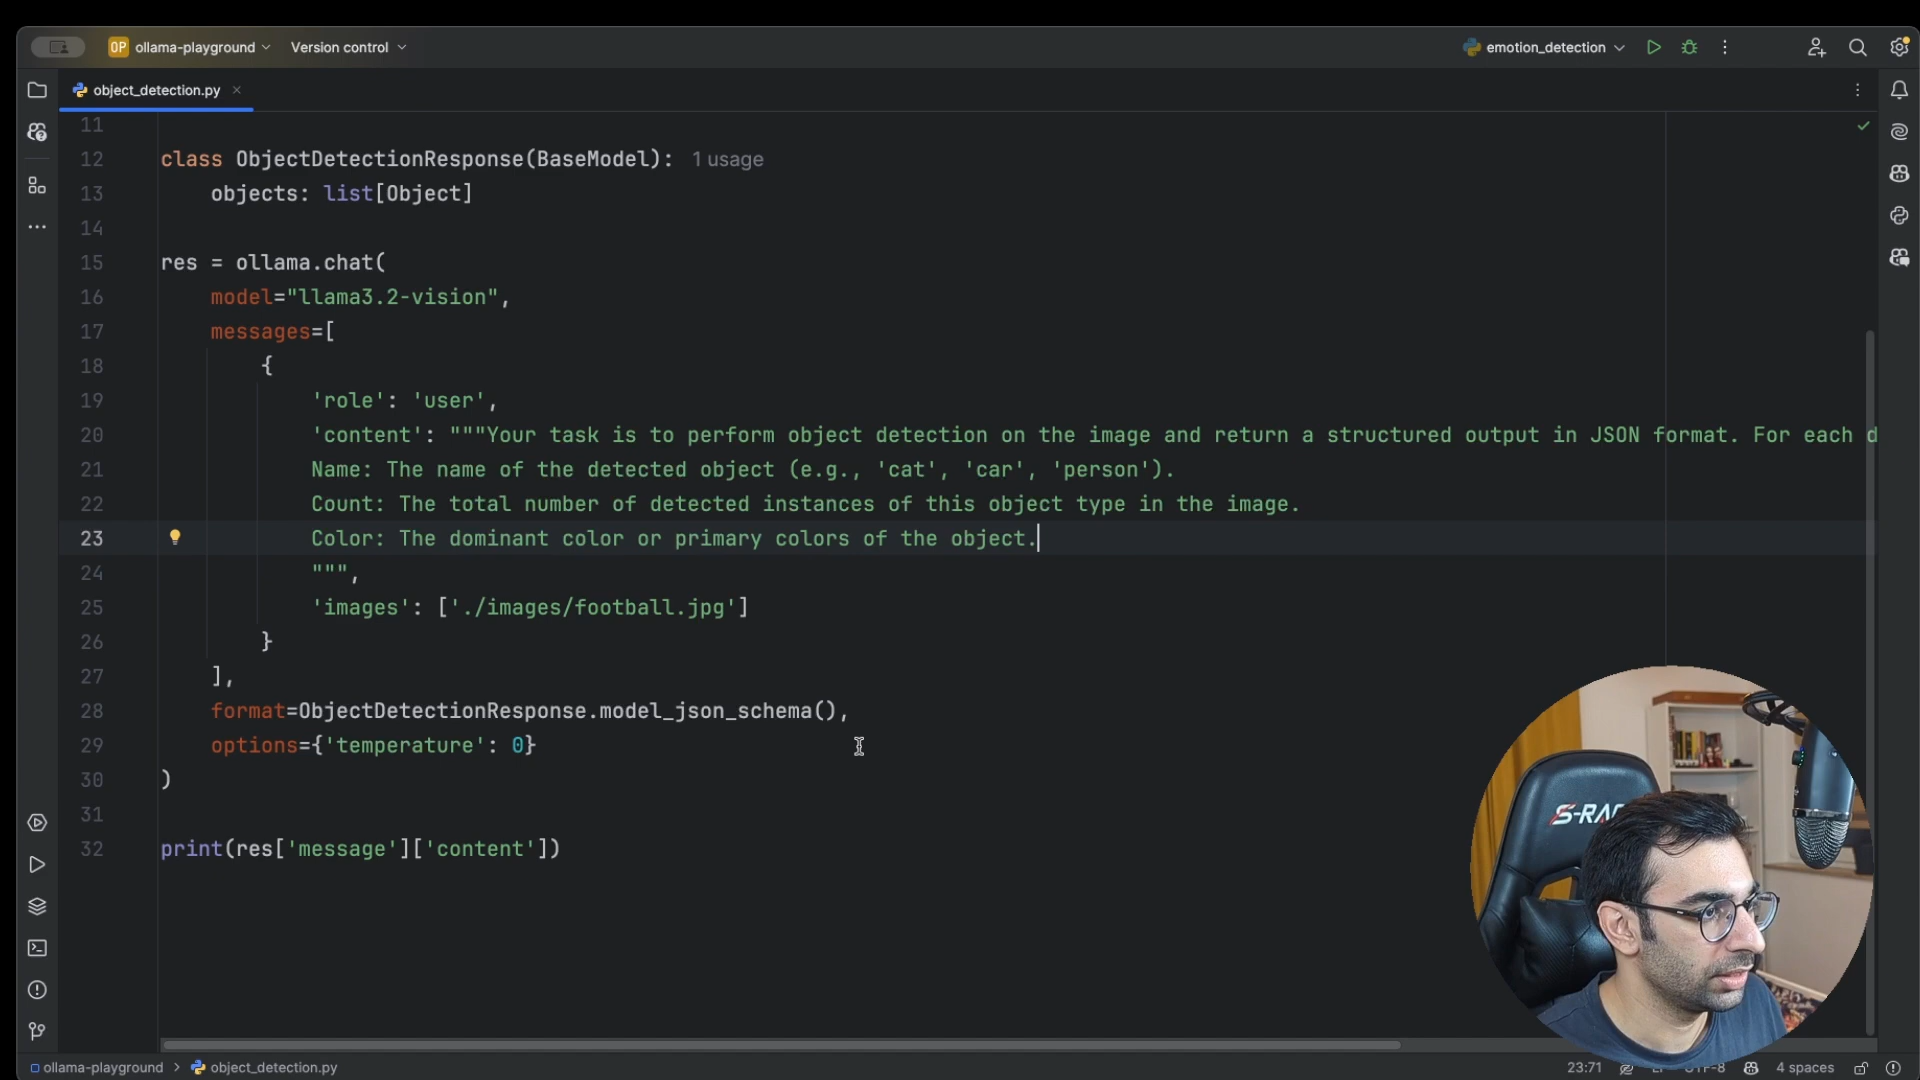 OP ollama-playground Version control emotion_detection
object_detection.py
11
12 class ObjectDetectionResponse(BaseModel): 1 usage
13 objects: list[Object]
14
15 res = ollama.chat(
16 model="llama3.2-vision",
17 messages=[
18 {
19 'role': 'user',
20 'content': """Your task is to perform object detection on the image and return a structured output in JSON format. For each d
21 Name: The name of the detected object (e.g., 'cat', 'car', 'person').
22 Count: The total number of detected instances of this object type in the image.
23 Color: The dominant color or primary colors of the object.
24 """,
25 'images': ['./images/football.jpg']
26 }
27 ],
28 format=ObjectDetectionResponse.model_json_schema(),
29 options={'temperature': 0}
30 )
31
32 print(res['message']['content'])
ollama-playground > object_detection.py 23:71 UTF-8 4 spaces